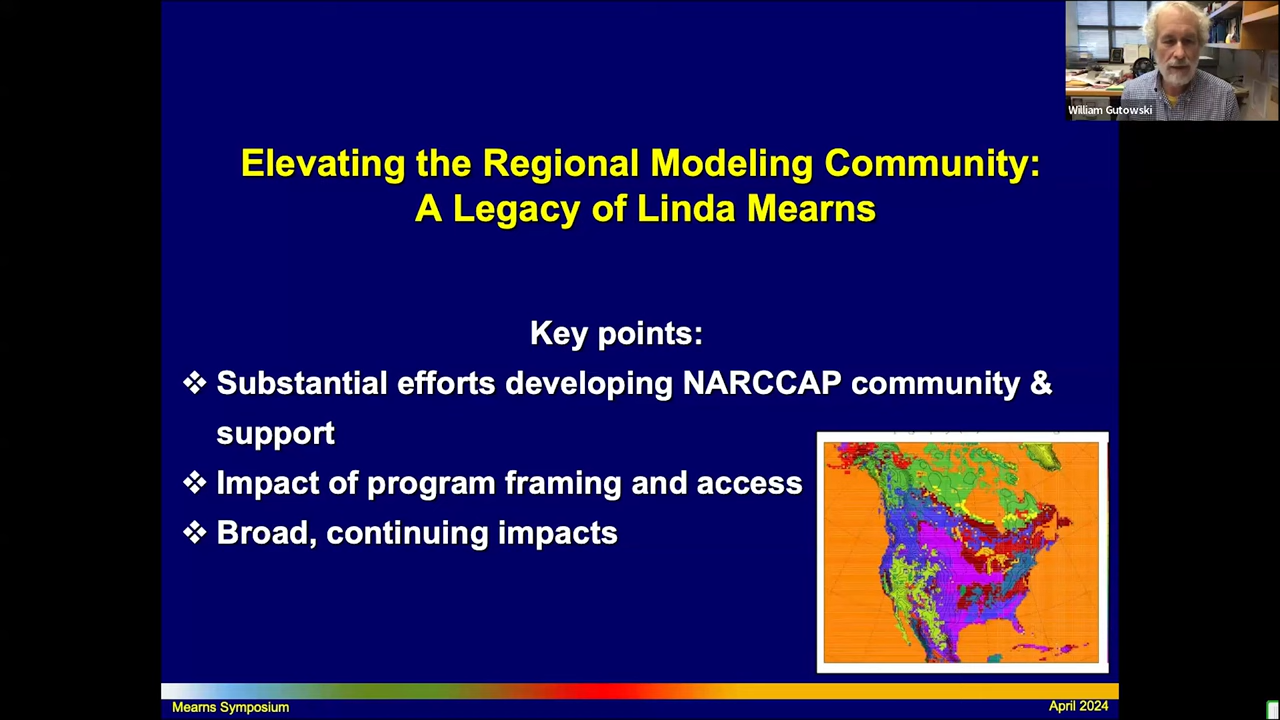 William Gutowski
Elevating the Regional Modeling Community:
A Legacy of Linda Mearns
Key points:
❖ Substantial efforts developing NARCCAP community &
support
❖ Impact of program framing and access
❖ Broad, continuing impacts
Mearns Symposium
April 2024